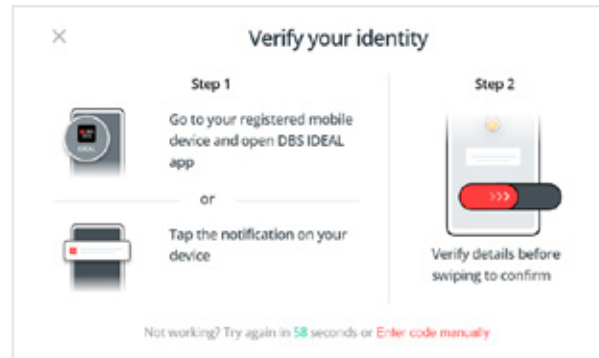 Verify your identity
Step 1
Go to your registered mobile
device and open DBS IDEAL
app
or
Tap the notification on your
device
Step 2
Verify details before
swiping to confirm
Not working? Try again in 58 seconds or Enter code manually